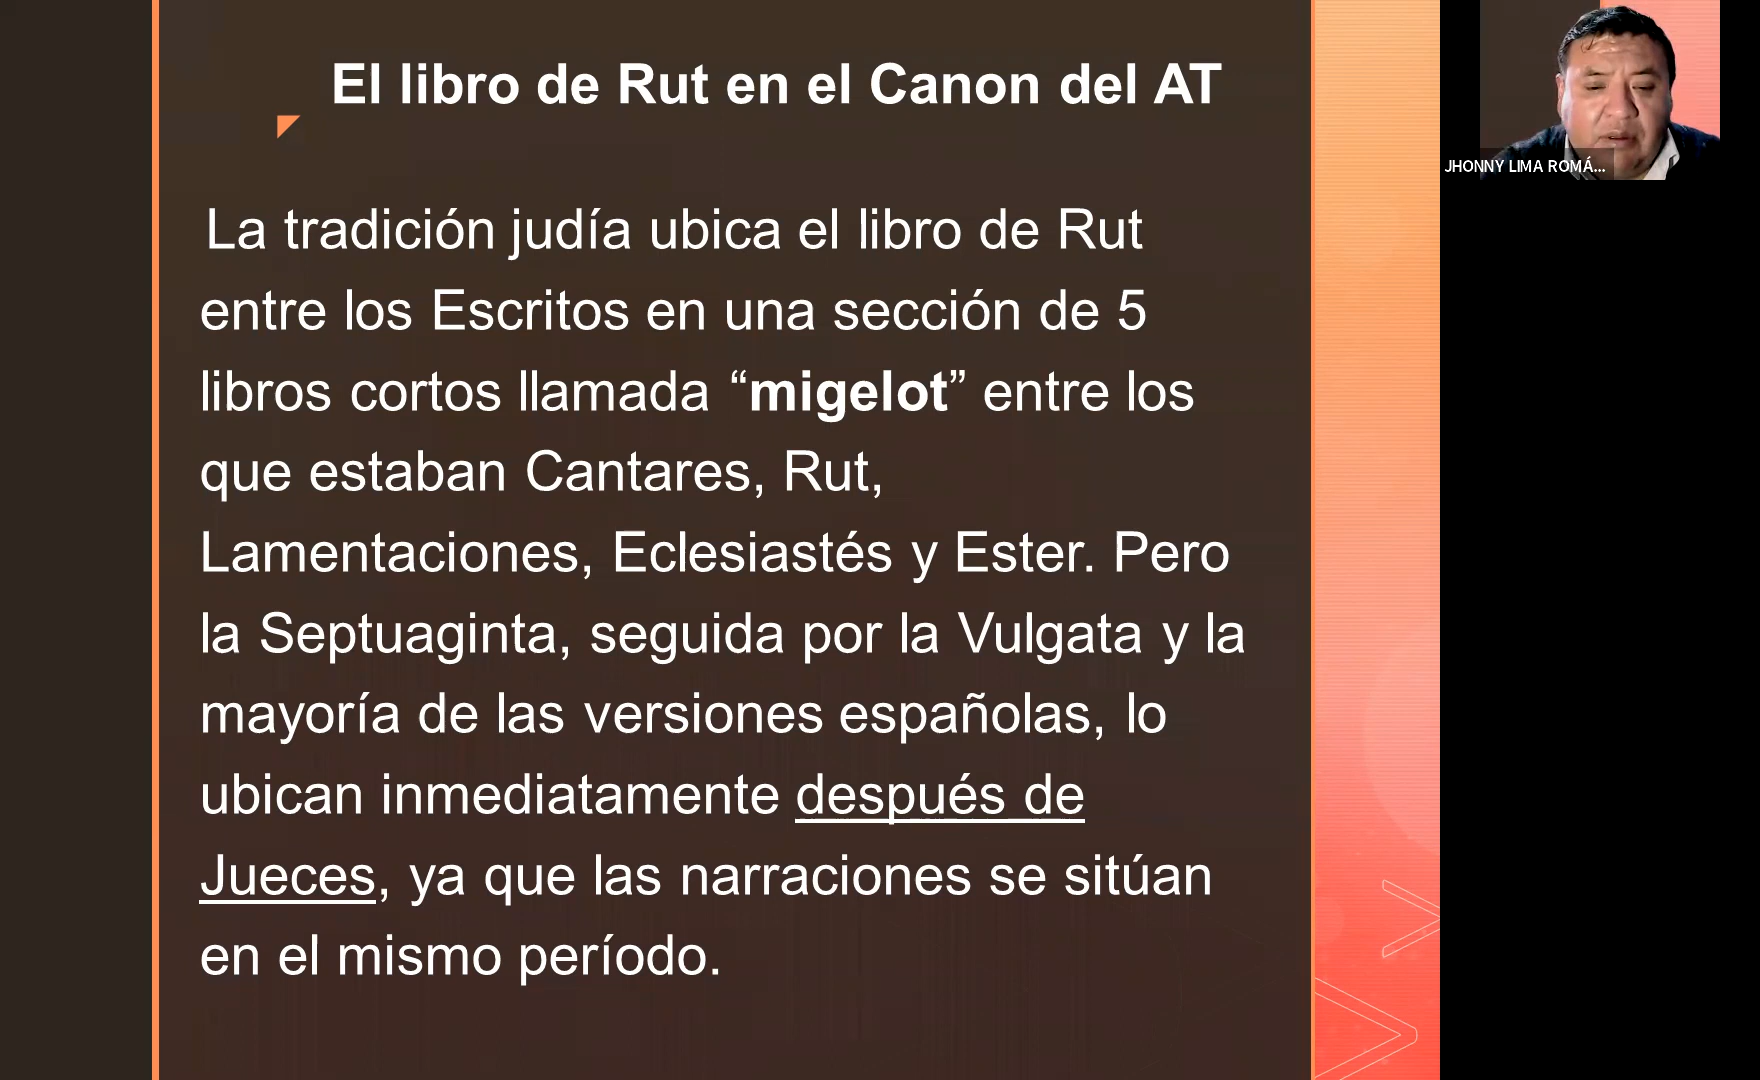 El libro de Rut en el Canon del AT
La tradición judía ubica el libro de Rut
entre los Escritos en una sección de 5
libros cortos llamada “migelot” entre los
que estaban Cantares, Rut,
Lamentaciones, Eclesiastés y Ester. Pero
la Septuaginta, seguida por la Vulgata y la
mayoría de las versiones españolas, lo
ubican inmediatamente después de
Jueces, ya que las narraciones se sitúan
en el mismo período.
JHONNY LIMA ROMÁ...